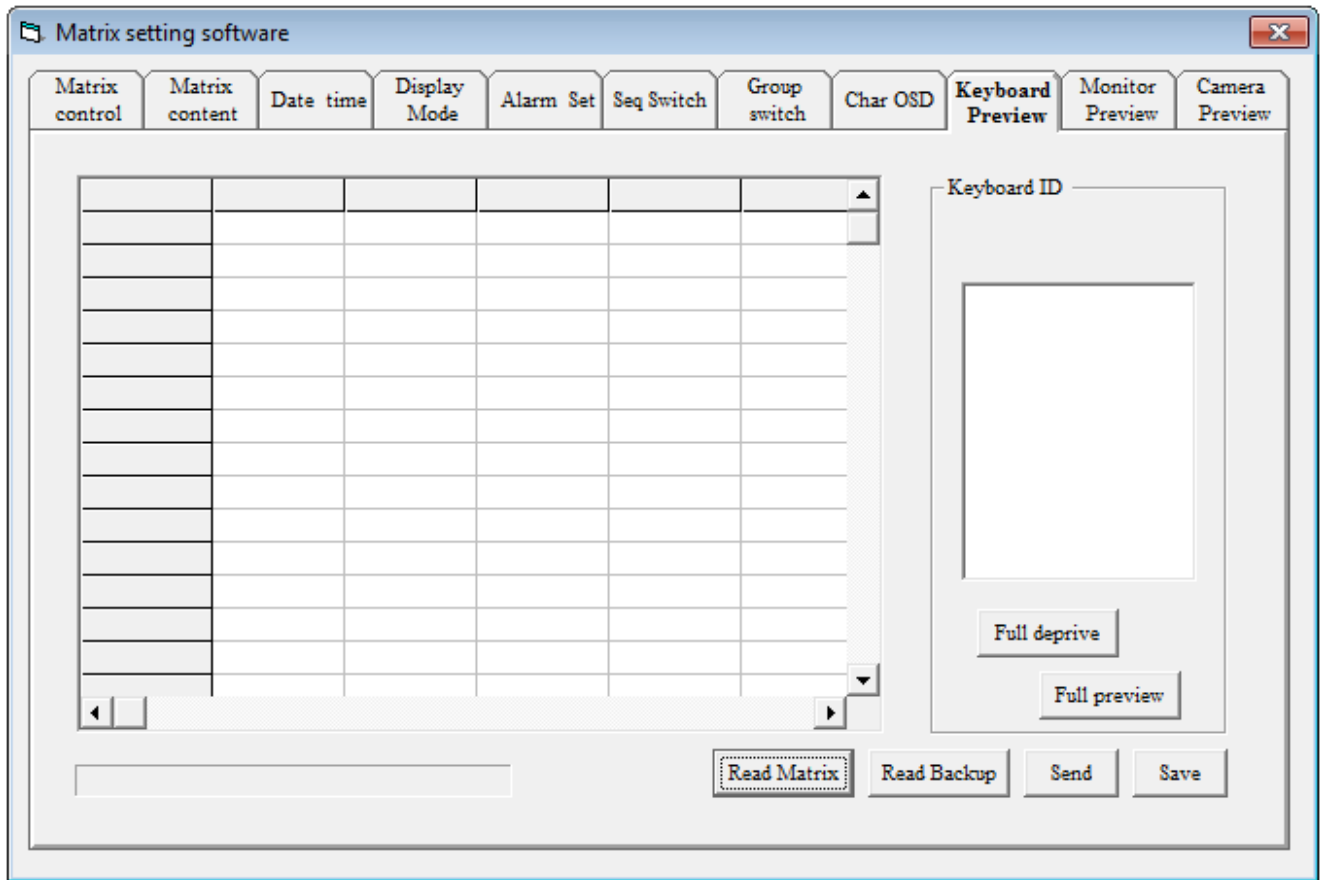 Matrix setting software
Matrix control
Matrix content
Date time
Display Mode
Alarm Set
Seq Switch
Group switch
Char OSD
Keyboard Preview
Monitor Preview
Camera Preview
Keyboard ID
Full deprive
Full preview
Read Matrix
Read Backup
Send
Save